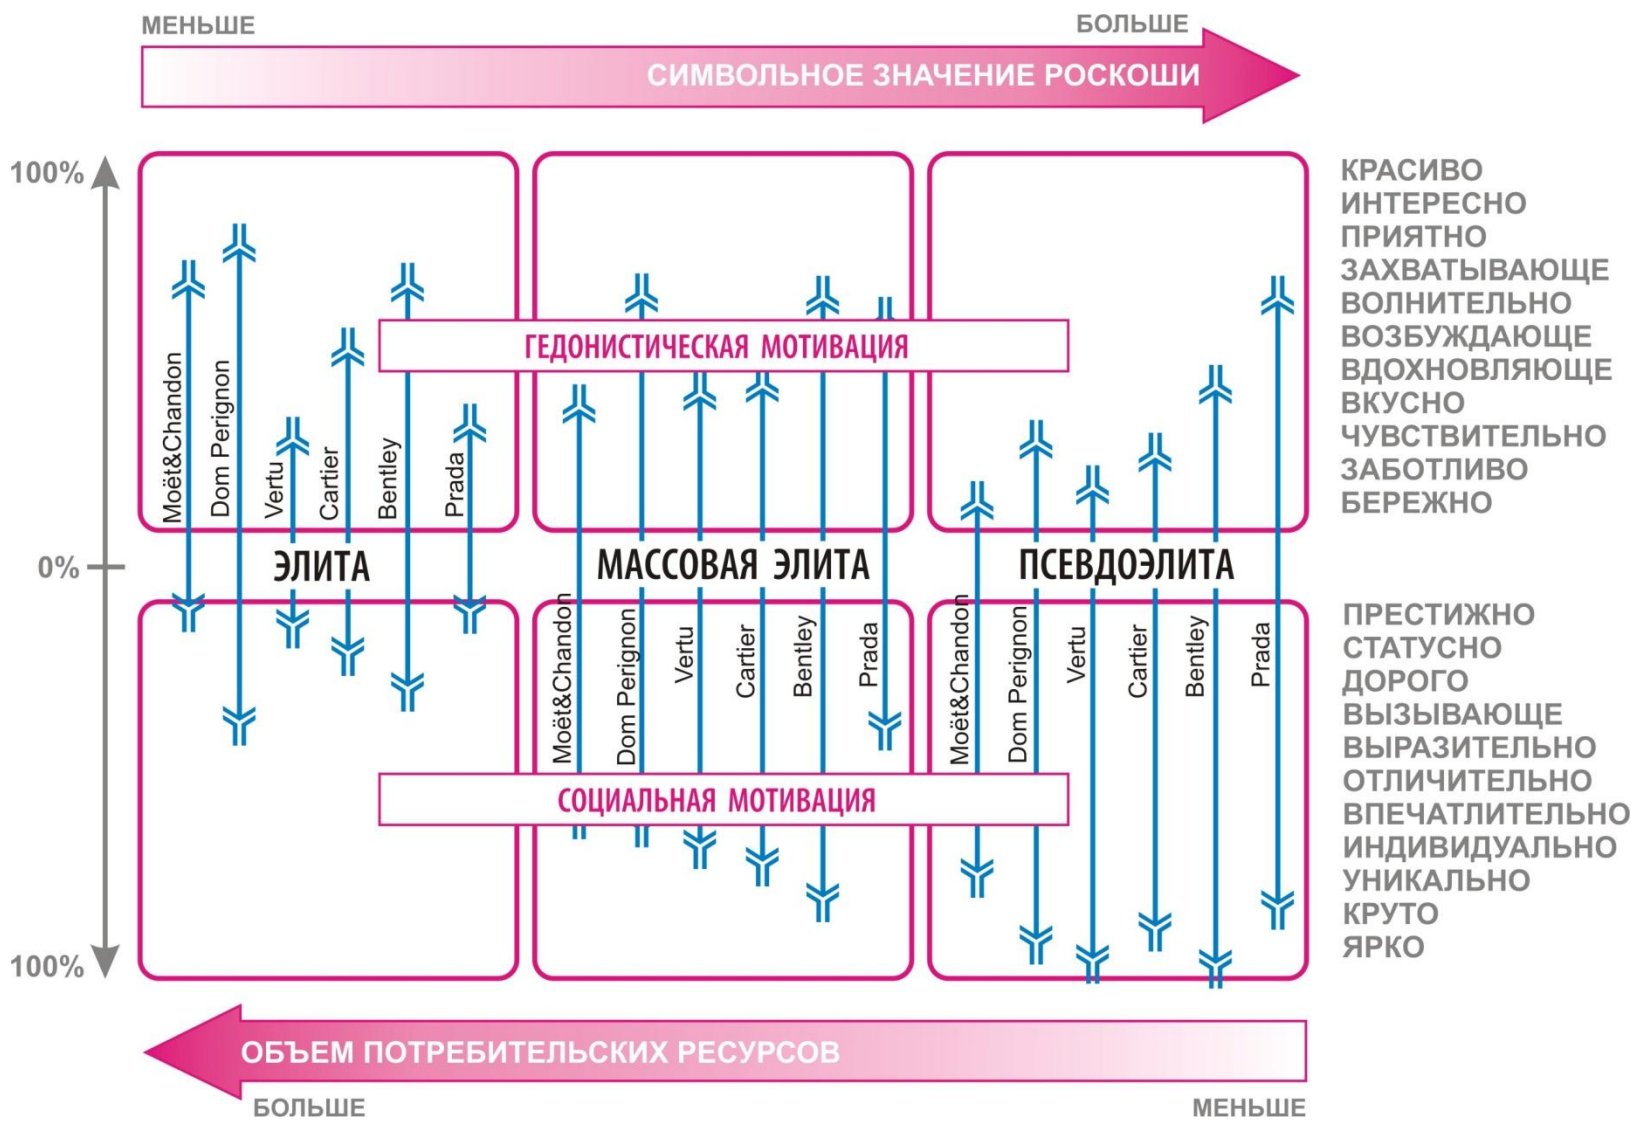 МЕНЬШЕ
БОЛЬШЕ
СИМВОЛЬНОЕ ЗНАЧЕНИЕ РОСКОШИ
100%
0%
100%
Moët&Chandon
Dom Perignon
Vertu
Cartier
Bentley
Prada
ГЕДОНИСТИЧЕСКАЯ МОТИВАЦИЯ
ЭЛИТА
МАССОВАЯ ЭЛИТА
ПСЕВДОЭЛИТА
Moët&Chandon
Dom Perignon
Vertu
Cartier
Bentley
Prada
Moët&Chandon
Dom Perignon
Vertu
Cartier
Bentley
Prada
СОЦИАЛЬНАЯ МОТИВАЦИЯ
КРАСИВО
ИНТЕРЕСНО
ПРИЯТНО
ЗАХВАТЫВАЮЩЕ
ВОЛНИТЕЛЬНО
ВОЗБУЖДАЮЩЕ
ВДОХНОВЛЯЮЩЕ
ВКУСНО
ЧУВСТВИТЕЛЬНО
ЗАБОТЛИВО
БЕРЕЖНО
ПРЕСТИЖНО
СТАТУСНО
ДОРОГО
ВЫЗЫВАЮЩЕ
ВЫРАЗИТЕЛЬНО
ОТЛИЧИТЕЛЬНО
ВПЕЧАТЛИТЕЛЬНО
ИНДИВИДУАЛЬНО
УНИКАЛЬНО
КРУТО
ЯРКО
ОБЪЕМ ПОТРЕБИТЕЛЬСКИХ РЕСУРСОВ
БОЛЬШЕ
МЕНЬШЕ